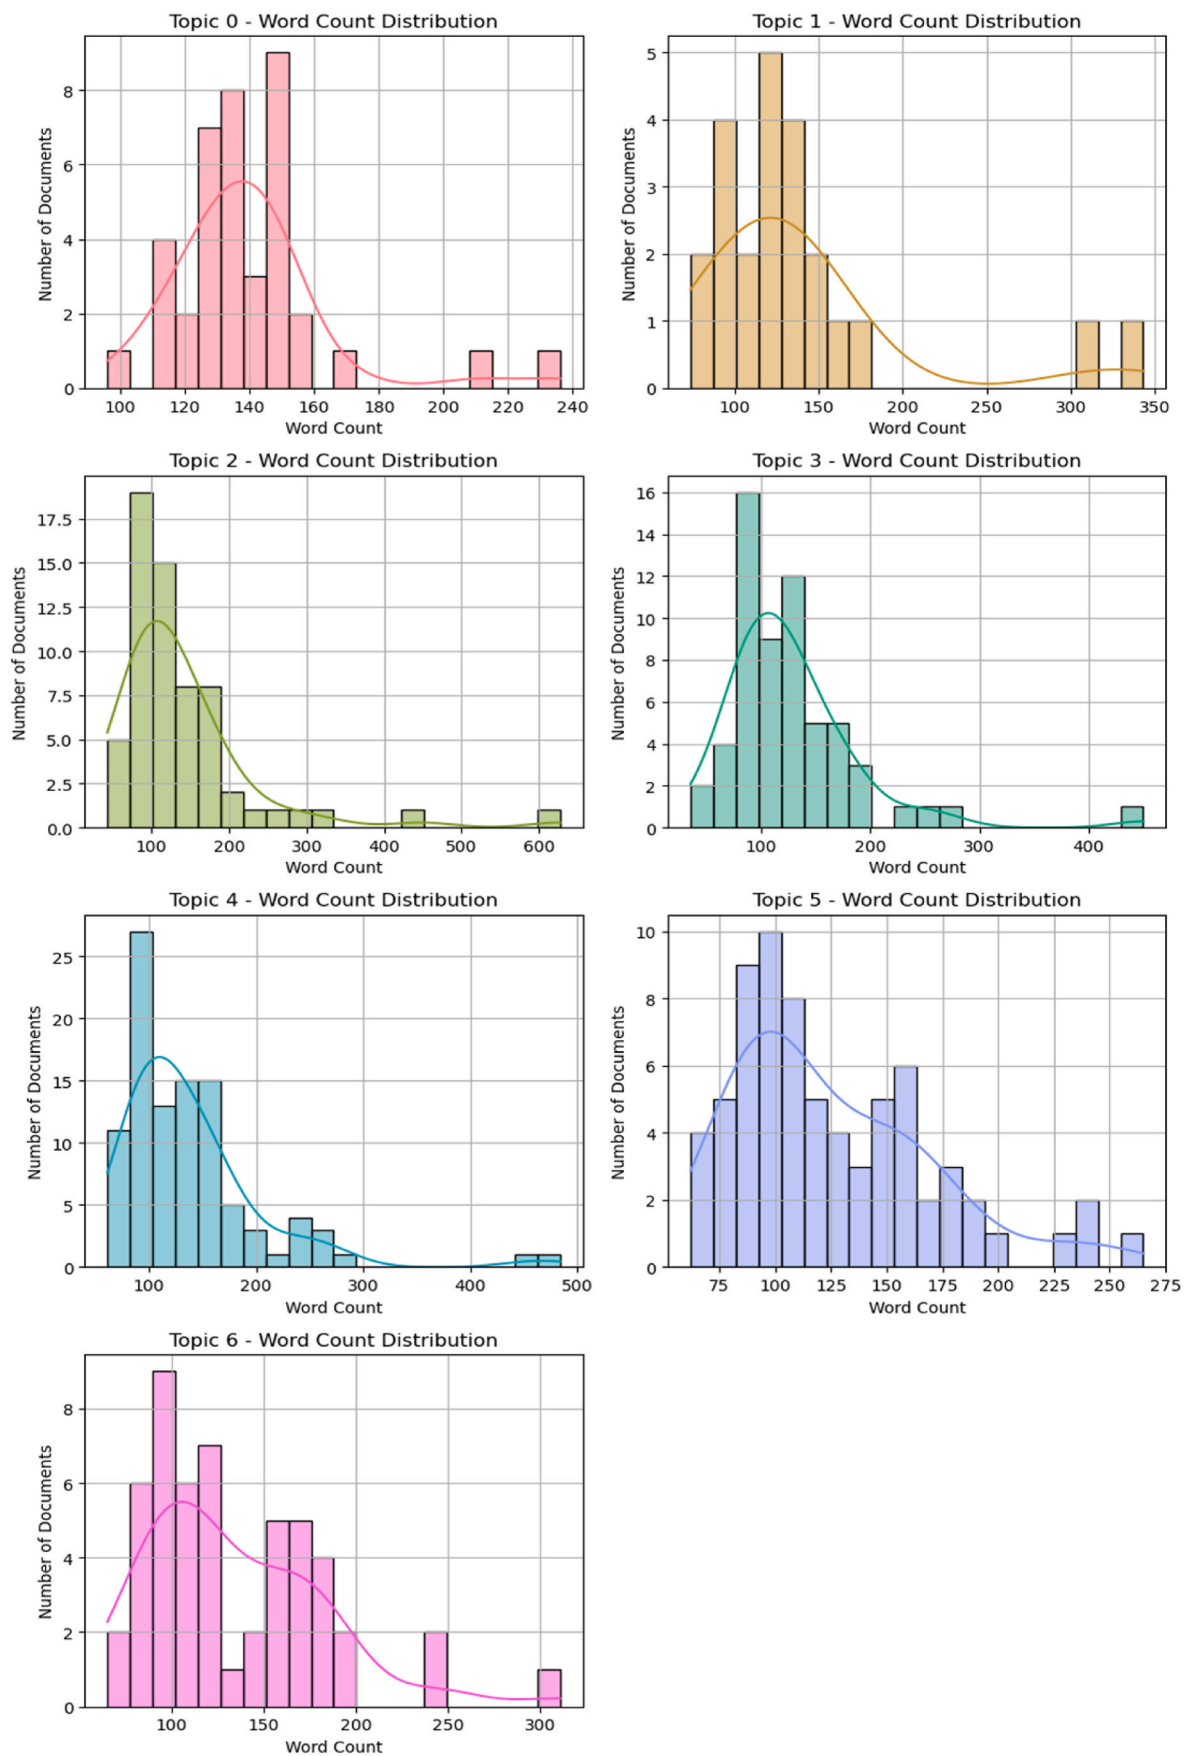 Topic 0 - Word Count Distribution
Number of Documents
8
6
4
2
0
100 120 140 160 180 200 220 240
Word Count
Topic 1 - Word Count Distribution
Number of Documents
5
4
3
2
1
0
100 150 200 250 300 350
Word Count
Topic 2 - Word Count Distribution
Number of Documents
17.5
15.0
12.5
10.0
7.5
5.0
2.5
0.0
100 200 300 400 500 600
Word Count
Topic 3 - Word Count Distribution
Number of Documents
16
14
12
10
8
6
4
2
0
100 200 300 400
Word Count
Topic 4 - Word Count Distribution
Number of Documents
25
20
15
10
5
0
100 200 300 400 500
Word Count
Topic 5 - Word Count Distribution
Number of Documents
10
8
6
4
2
0
75 100 125 150 175 200 225 250 275
Word Count
Topic 6 - Word Count Distribution
Number of Documents
8
6
4
2
0
100 150 200 250 300
Word Count